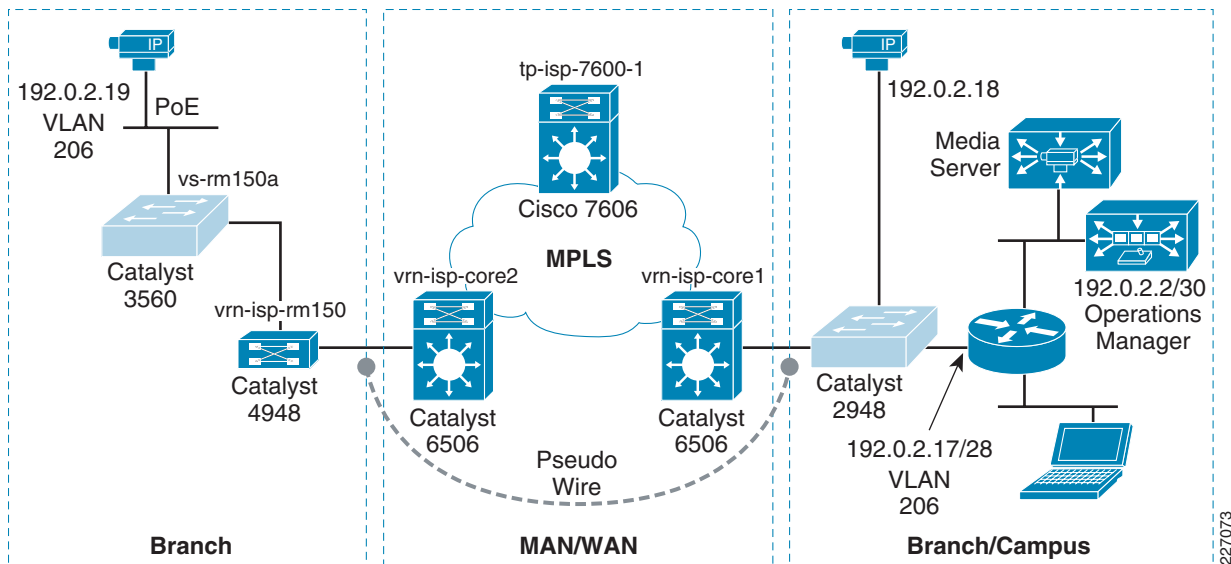 IP
192.0.2.19
VLAN
206
PoE
vs-rm150a
Catalyst
3560
vrn-isp-rm150
Catalyst
4948
Branch
tp-isp-7600-1
Cisco 7606
MPLS
vrn-isp-core2
vrn-isp-core1
Catalyst
6506
Catalyst
6506
Pseudo
Wire
MAN/WAN
IP
192.0.2.18
Media
Server
192.0.2.2/30
Operations
Manager
Catalyst
2948
192.0.2.17/28
VLAN
206
Branch/Campus
227073